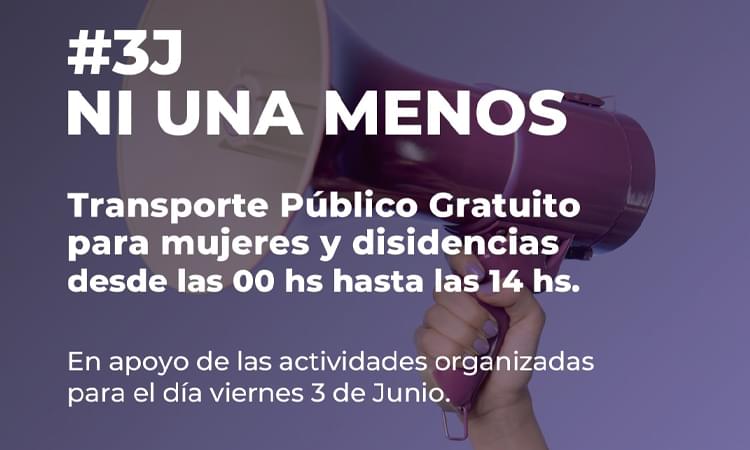 #3J
NI UNA MENOS
Transporte Público Gratuito
para mujeres y disidencias
desde las 00 hs hasta las 14 hs.
En apoyo de las actividades organizadas
para el día viernes 3 de Junio.